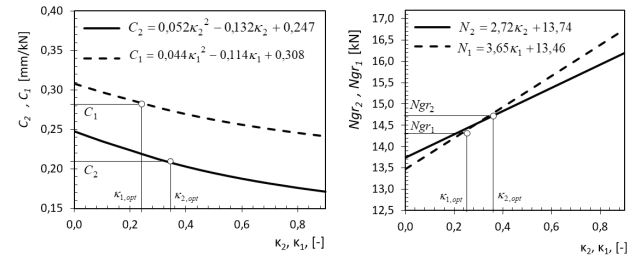 C₂ , C₁ [mm/kN]
0,40
0,35
0,30
0,25
0,20
0,15
C₂ = 0,052κ₂² − 0,132κ₂ + 0,247
C₁ = 0,044κ₁² − 0,114κ₁ + 0,308
C₁
C₂
κ₁,opt
κ₂,opt
0,0 0,2 0,4 0,6 0,8
κ₂, κ₁, [-]
Ngr₂ , Ngr₁ [kN]
17,0
16,5
16,0
15,5
15,0
14,5
14,0
13,5
13,0
12,5
N₂ = 2,72κ₂ + 13,74
N₁ = 3,65κ₁ + 13,46
Ngr₂
Ngr₁
κ₁,opt
κ₂,opt
0,0 0,2 0,4 0,6 0,8
κ₂, κ₁, [-]